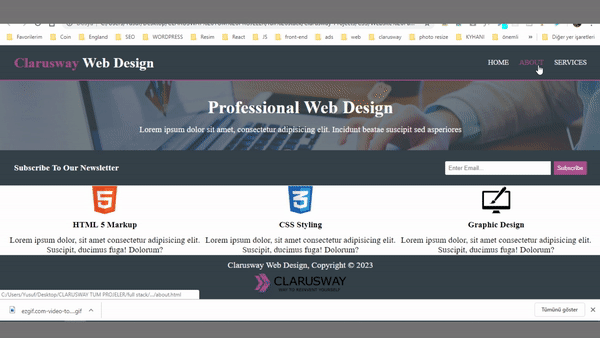 Favorilerim Coin England SEO WORDPRESS Resim React JS front-end ads web clarusway photo resize KYHANİ önemli » Diğer yer işaretleri
Clarusway Web Design
HOME ABOUT SERVICES
Professional Web Design
Lorem ipsum dolor sit amet, consectetur adipisicing elit. Incidunt beatae suscipit sed asperiores
Subscribe To Our Newsletter
Enter Email... Subscribe
HTML 5 Markup
Lorem ipsum dolor, sit amet consectetur adipisicing elit.
Suscipit, ducimus fuga! Dolorum?
CSS Styling
Lorem ipsum dolor, sit amet consectetur adipisicing elit.
Suscipit, ducimus fuga! Dolorum?
Graphic Design
Lorem ipsum dolor, sit amet consectetur adipisicing elit.
Suscipit, ducimus fuga! Dolorum?
Clarusway Web Design, Copyright © 2023
CLARUSWAY
WAY TO REINVENT YOURSELF
C:/Users/Yusuf/Desktop/CLARUSWAY TUM PROJELER/full stack/.../about.html
ezgif.com-video-to....gif
Tümünü göster